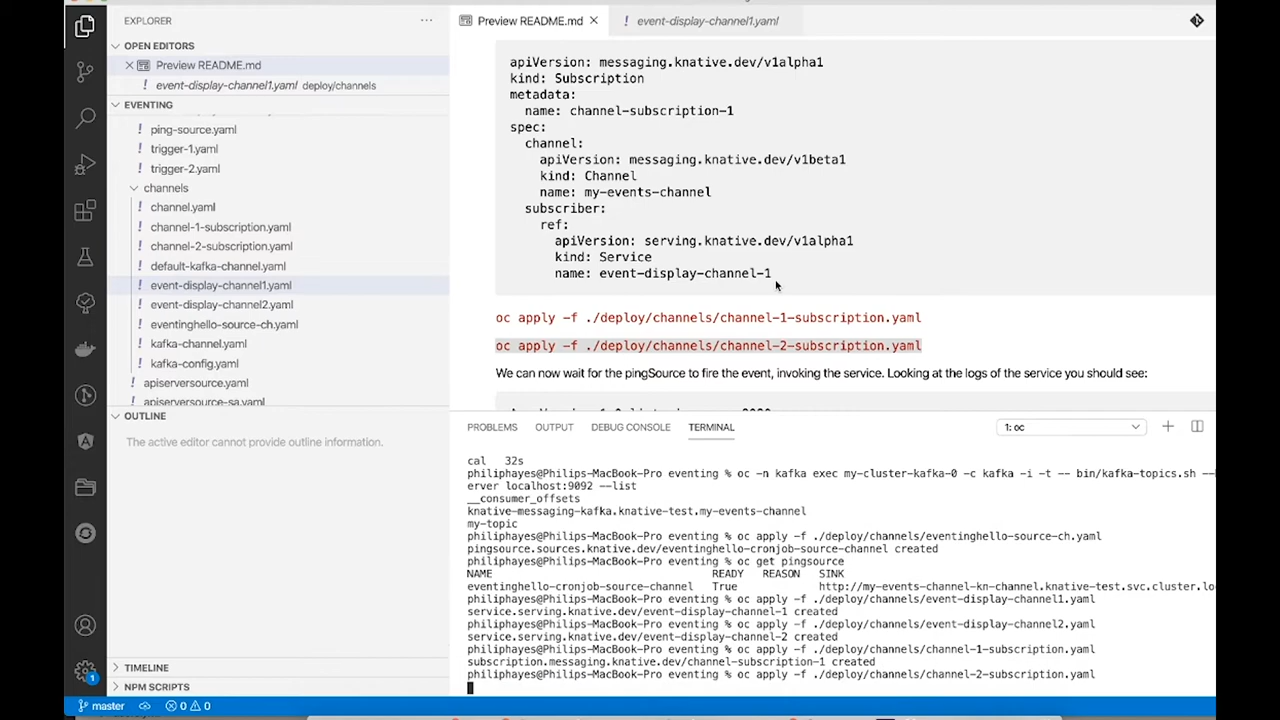 EXPLORER
OPEN EDITORS
Preview README.md
event-display-channel1.yaml deploy/channels
EVENTING
ping-source.yaml
trigger-1.yaml
trigger-2.yaml
channels
channel.yaml
channel-1-subscription.yaml
channel-2-subscription.yaml
default-kafka-channel.yaml
event-display-channel1.yaml
event-display-channel2.yaml
eventinghello-source-ch.yaml
kafka-channel.yaml
kafka-config.yaml
apiserversource.yaml
apiserversource-sa.yaml
OUTLINE
The active editor cannot provide outline information.
TIMELINE
NPM SCRIPTS
1
master
0 0
Preview README.md
event-display-channel1.yaml
apiVersion: messaging.knative.dev/v1alpha1
kind: Subscription
metadata:
name: channel-subscription-1
spec:
channel:
apiVersion: messaging.knative.dev/v1beta1
kind: Channel
name: my-events-channel
subscriber:
ref:
apiVersion: serving.knative.dev/v1alpha1
kind: Service
name: event-display-channel-1
oc apply -f ./deploy/channels/channel-1-subscription.yaml
oc apply -f ./deploy/channels/channel-2-subscription.yaml
We can now wait for the pingSource to fire the event, invoking the service. Looking at the logs of the service you should see:
PROBLEMS OUTPUT DEBUG CONSOLE TERMINAL 1: oc
cal 32s
philiphayes@Philips-MacBook-Pro eventing % oc -n kafka exec my-cluster-kafka-0 -c kafka -i -t -- bin/kafka-topics.sh
erver localhost:9092 --list
__consumer_offsets
knative-messaging-kafka.knative-test.my-events-channel
my-topic
philiphayes@Philips-MacBook-Pro eventing % oc apply -f ./deploy/channels/eventinghello-source-ch.yaml
pingsource.sources.knative.dev/eventinghello-cronjob-source-channel created
philiphayes@Philips-MacBook-Pro eventing % oc get pingsource
NAME READY REASON SINK
eventinghello-cronjob-source-channel True http://my-events-channel-kn-channel.knative-test.svc.cluster.lo
philiphayes@Philips-MacBook-Pro eventing % oc apply -f ./deploy/channels/event-display-channel1.yaml
service.serving.knative.dev/event-display-channel-1 created
philiphayes@Philips-MacBook-Pro eventing % oc apply -f ./deploy/channels/event-display-channel2.yaml
service.serving.knative.dev/event-display-channel-2 created
philiphayes@Philips-MacBook-Pro eventing % oc apply -f ./deploy/channels/channel-1-subscription.yaml
subscription.messaging.knative.dev/channel-subscription-1 created
philiphayes@Philips-MacBook-Pro eventing % oc apply -f ./deploy/channels/channel-2-subscription.yaml